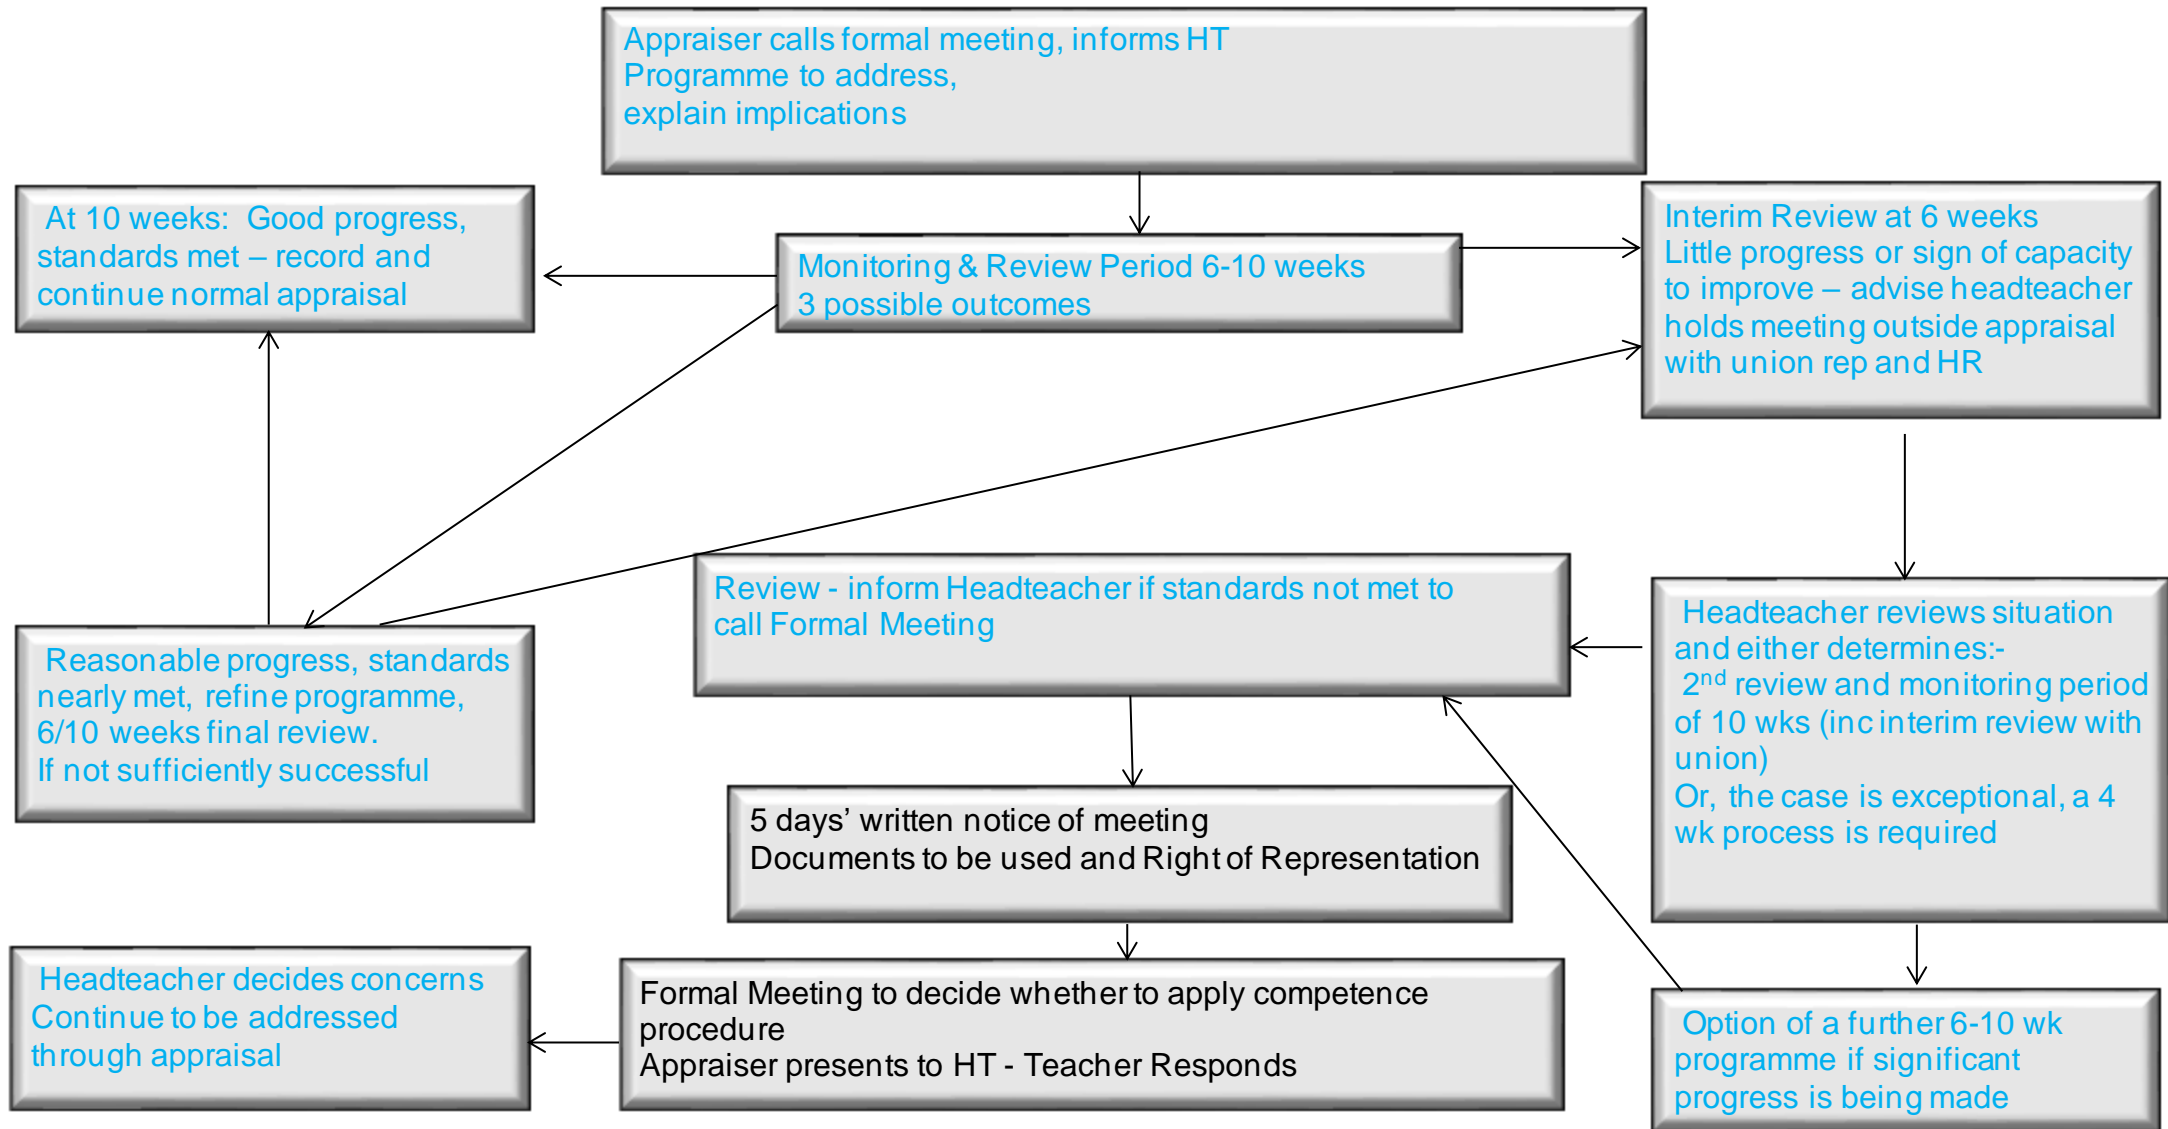 Appraiser calls formal meeting, informs HT
Programme to address,
explain implications
At 10 weeks: Good progress,
standards met – record and
continue normal appraisal
Monitoring & Review Period 6-10 weeks
3 possible outcomes
Interim Review at 6 weeks
Little progress or sign of capacity
to improve – advise headteacher
holds meeting outside appraisal
with union rep and HR
Reasonable progress, standards
nearly met, refine programme,
6/10 weeks final review.
If not sufficiently successful
Review - inform Headteacher if standards not met to
call Formal Meeting
Headteacher reviews situation
and either determines:-
2nd review and monitoring period
of 10 wks (inc interim review with
union)
Or, the case is exceptional, a 4
wk process is required
5 days’ written notice of meeting
Documents to be used and Right of Representation
Headteacher decides concerns
Continue to be addressed
through appraisal
Formal Meeting to decide whether to apply competence
procedure
Appraiser presents to HT - Teacher Responds
Option of a further 6-10 wk
programme if significant
progress is being made